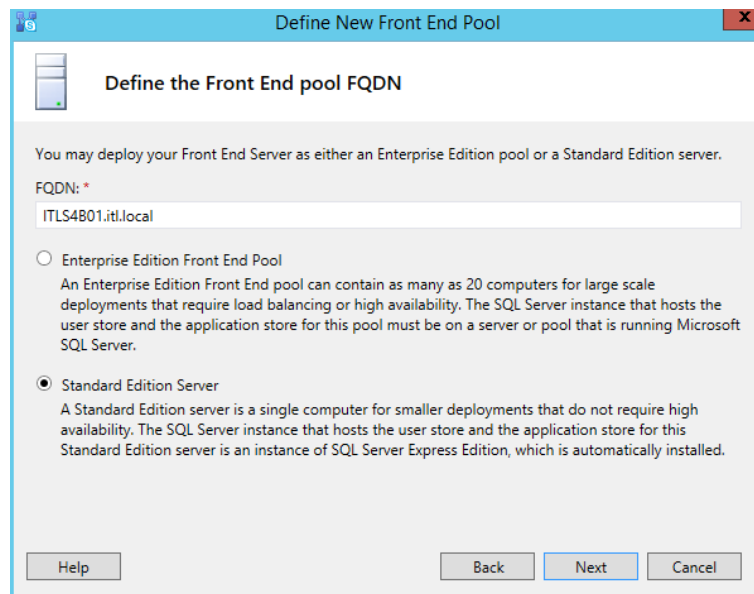 Define New Front End Pool
X
S
Define the Front End pool FQDN
You may deploy your Front End Server as either an Enterprise Edition pool or a Standard Edition server.
FQDN: *
ITLS4B01.itl.local
Enterprise Edition Front End Pool
An Enterprise Edition Front End pool can contain as many as 20 computers for large scale
deployments that require load balancing or high availability. The SQL Server instance that hosts the
user store and the application store for this pool must be on a server or pool that is running Microsoft
SQL Server.
Standard Edition Server
A Standard Edition server is a single computer for smaller deployments that do not require high
availability. The SQL Server instance that hosts the user store and the application store for this
Standard Edition server is an instance of SQL Server Express Edition, which is automatically installed.
Help
Back
Next
Cancel